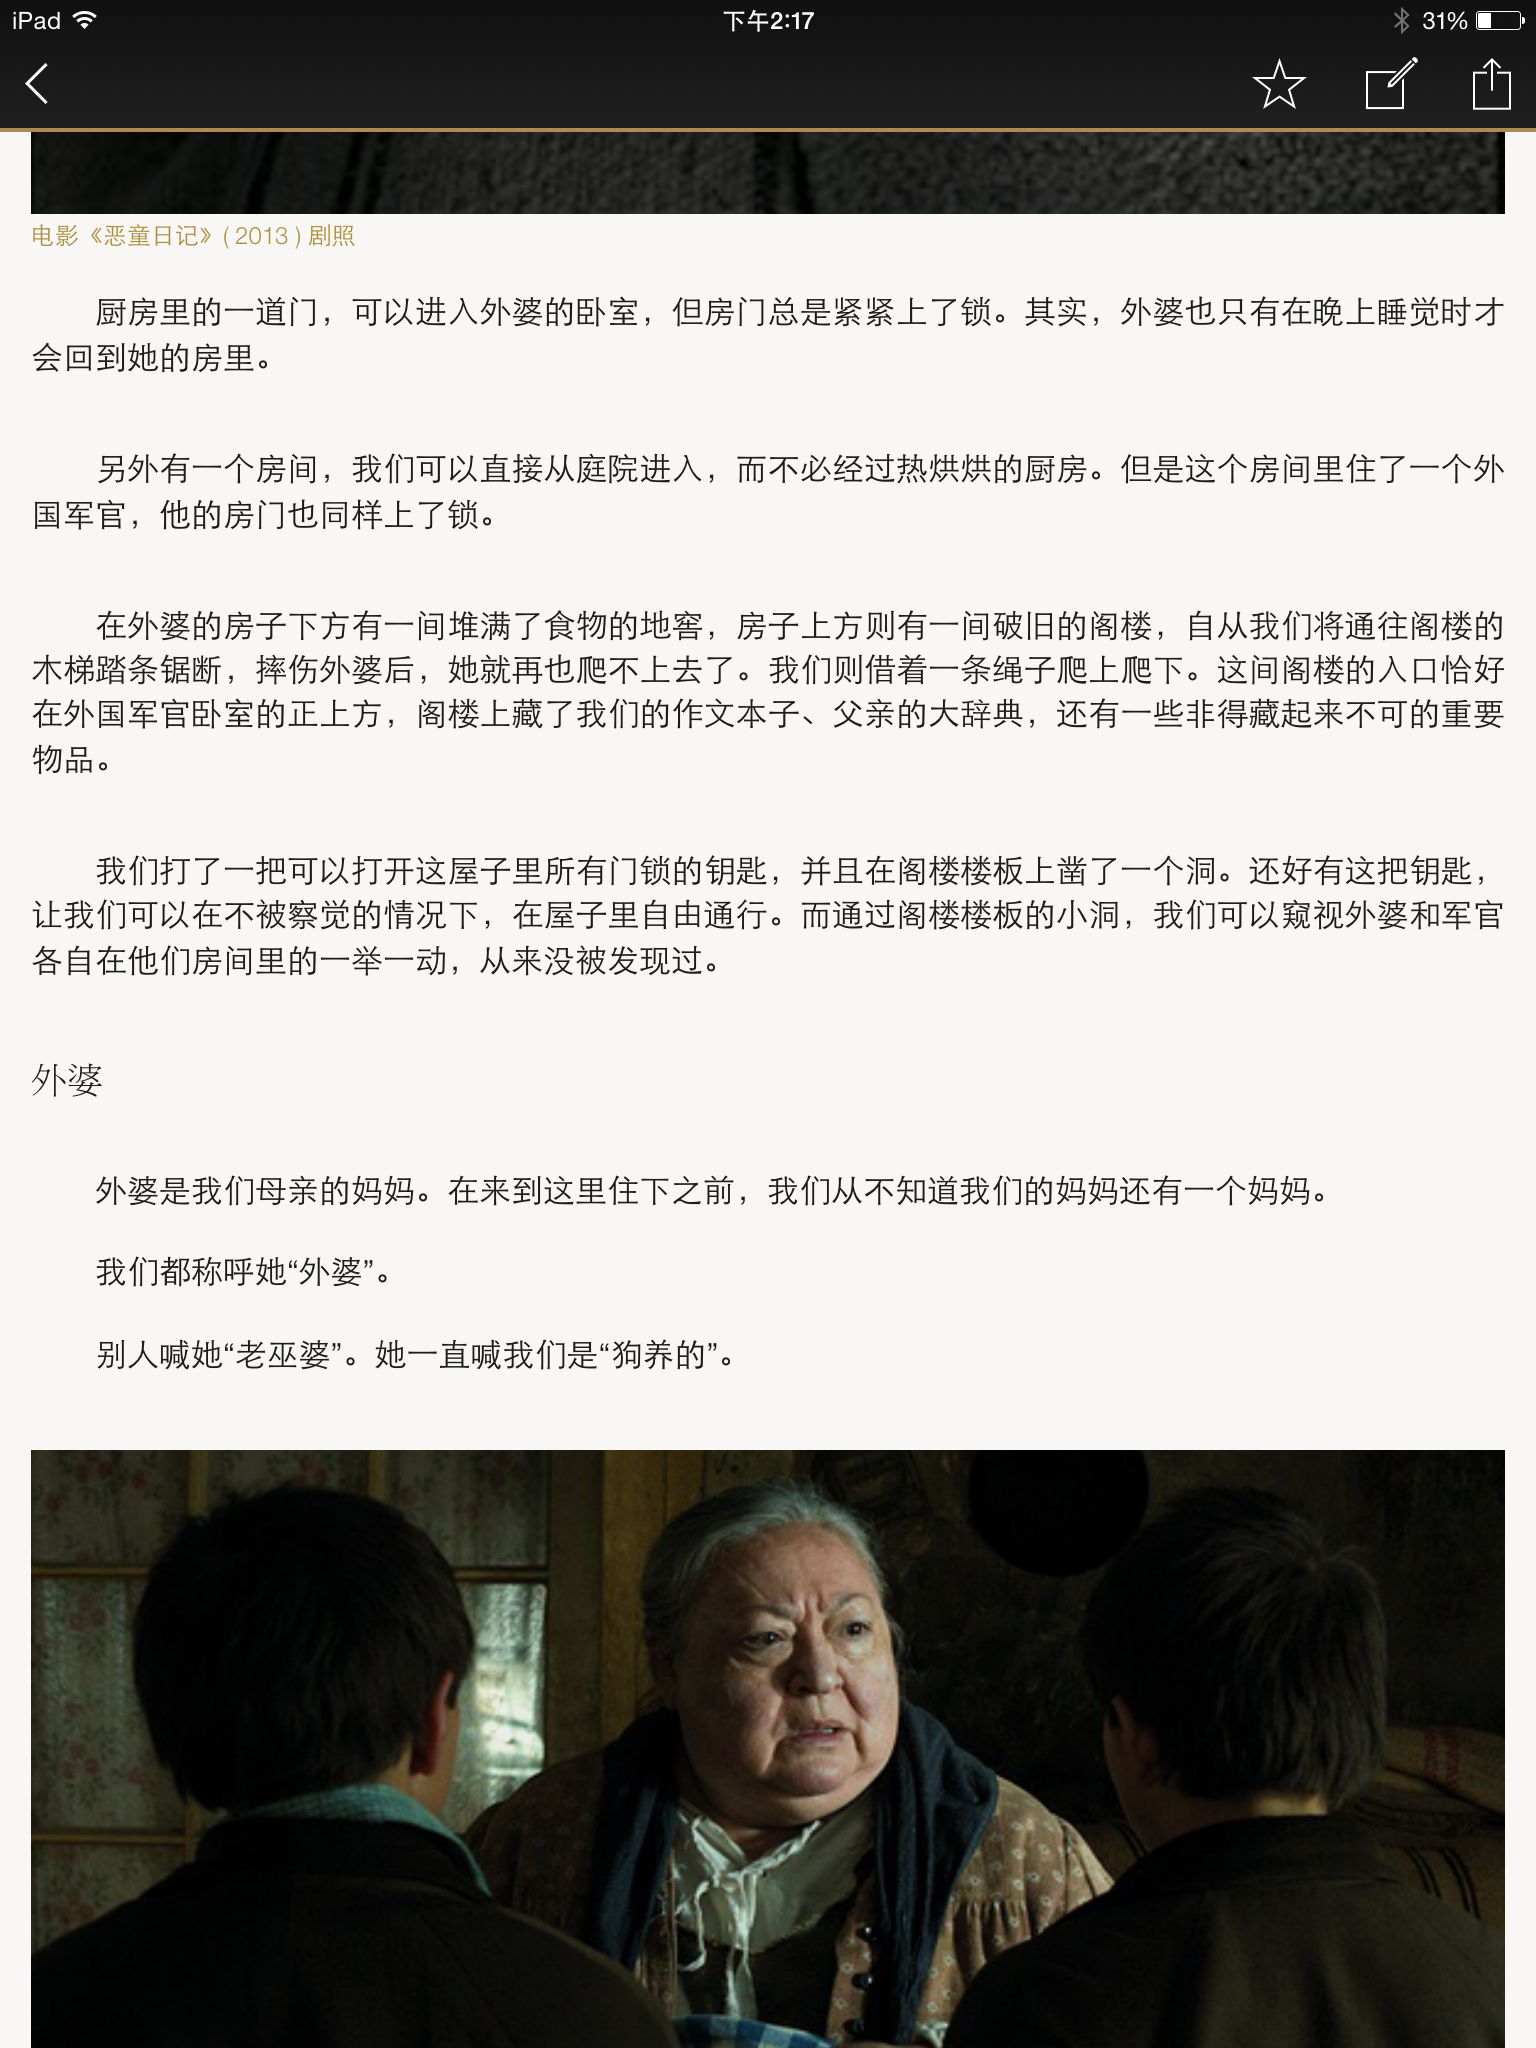 iPad 下午2:17 31%
电影《恶童日记》( 2013 ) 剧照
厨房里的一道门，可以进入外婆的卧室，但房门总是紧紧上了锁。其实，外婆也只有在晚上睡觉时才
会回到她的房里。
另外有一个房间，我们可以直接从庭院进入，而不必经过热烘烘的厨房。但是这个房间里住了一个外
国军官，他的房门也同样上了锁。
在外婆的房子下方有一间堆满了食物的地窖，房子上方则有一间破旧的阁楼，自从我们将通往阁楼的
木梯踏条锯断，摔伤外婆后，她就再也爬不上去了。我们则借着一条绳子爬上爬下。这间阁楼的入口恰好
在外国军官卧室的正上方，阁楼上藏了我们的作文本子、父亲的大辞典，还有一些非得藏起来不可的重要
物品。
我们打了一把可以打开这屋子里所有门锁的钥匙，并且在阁楼楼板上凿了一个洞。还好有这把钥匙，
让我们可以在不被察觉的情况下，在屋子里自由通行。而通过阁楼楼板的小洞，我们可以窥视外婆和军官
各自在他们房间里的一举一动，从来没被发现过。
外婆
外婆是我们母亲的妈妈。在来到这里住下之前，我们从不知道我们的妈妈还有一个妈妈。
我们都称呼她“外婆”。
别人喊她“老巫婆”。她一直喊我们是“狗养的”。